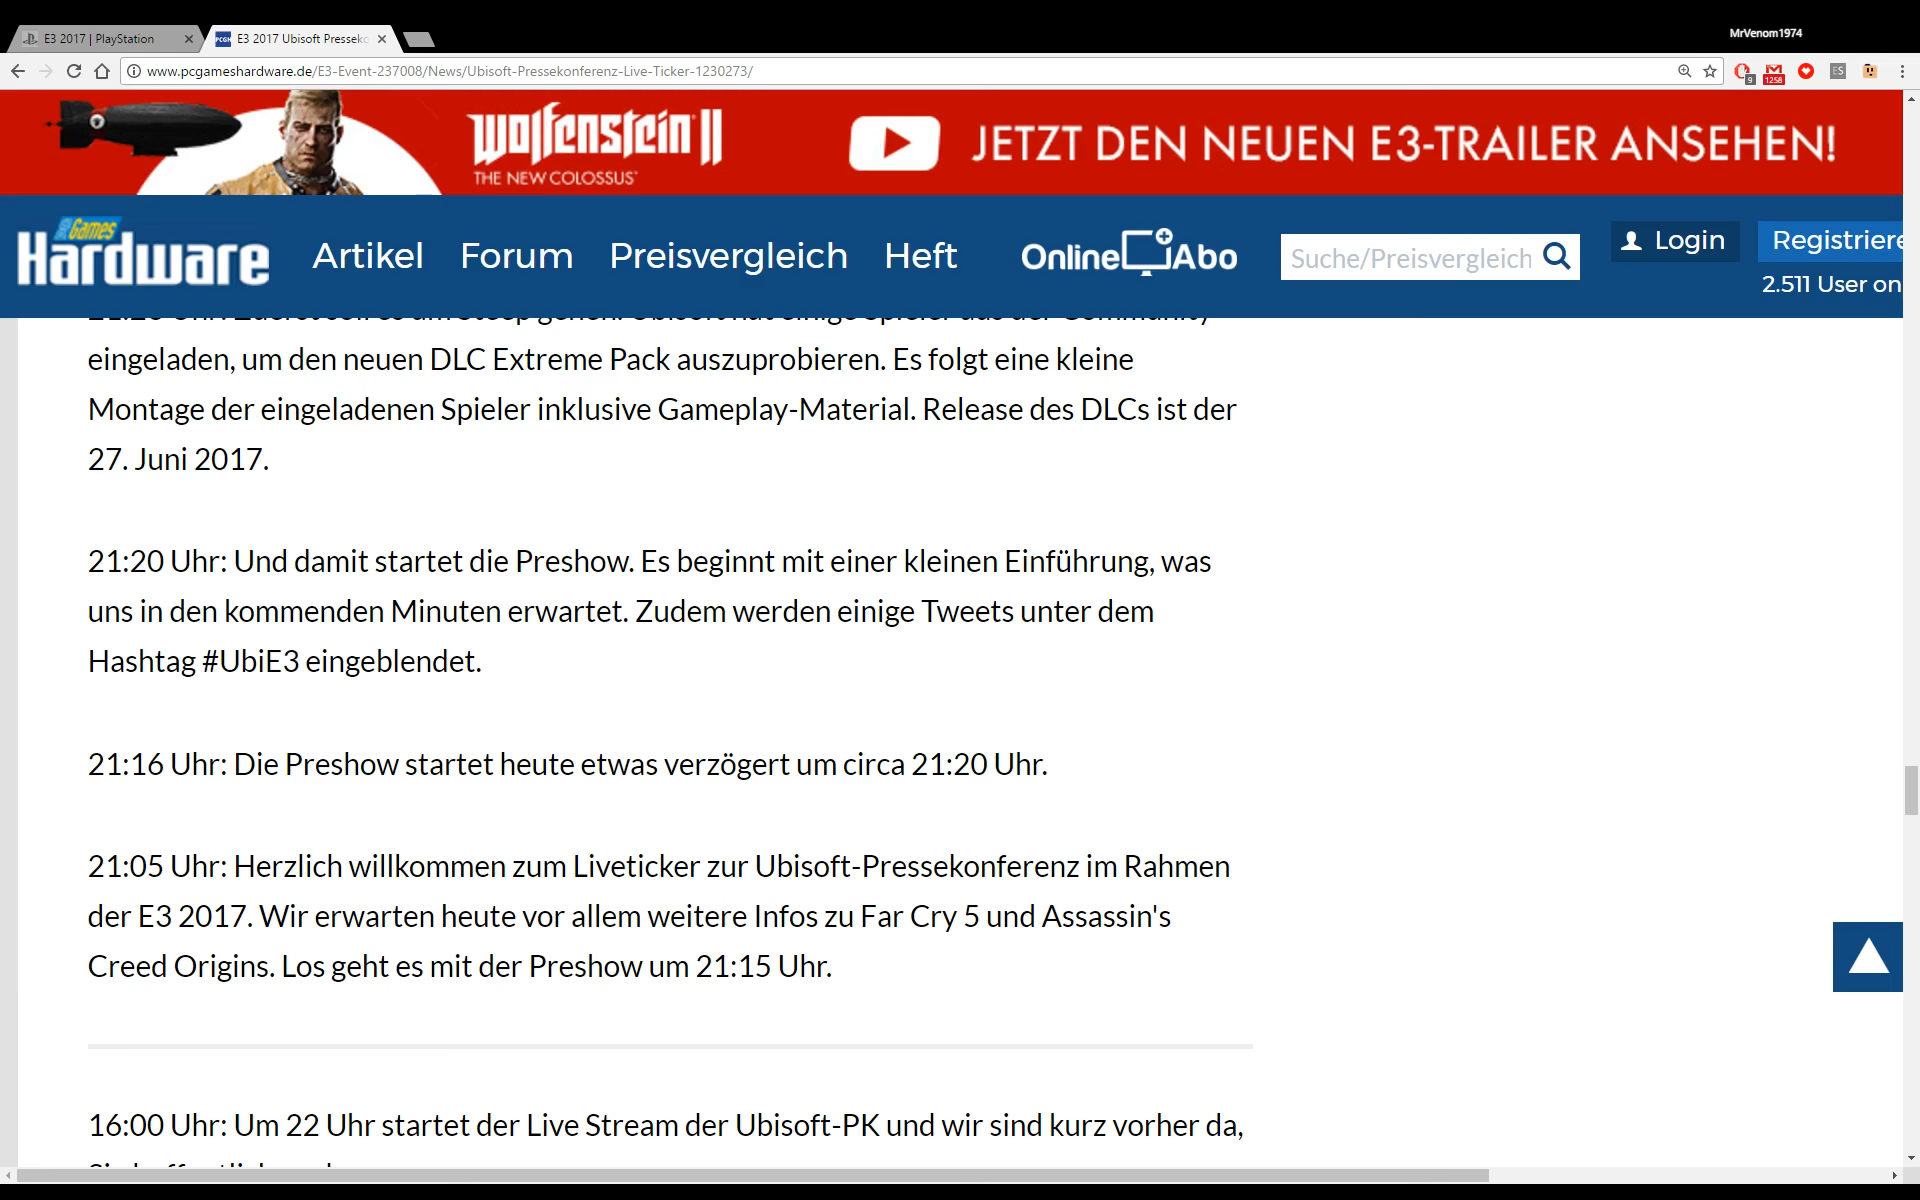 E3 2017 | PlayStation
E3 2017 Ubisoft Pressek
MrVenom1974
www.pcgameshardware.de/E3-Event-237008/News/Ubisoft-Pressekonferenz-Live-Ticker-1230273/
9
1258
ES
Wolfenstein II
THE NEW COLOSSUS
JETZT DEN NEUEN E3-TRAILER ANSEHEN!
PC Games
Hardware
Artikel
Forum
Preisvergleich
Heft
Online Abo
Suche/Preisvergleich
Login
Registriere
2.511 User on
eingeladen, um den neuen DLC Extreme Pack auszuprobieren. Es folgt eine kleine
Montage der eingeladenen Spieler inklusive Gameplay-Material. Release des DLCs ist der
27. Juni 2017.
21:20 Uhr: Und damit startet die Preshow. Es beginnt mit einer kleinen Einführung, was
uns in den kommenden Minuten erwartet. Zudem werden einige Tweets unter dem
Hashtag #UbiE3 eingeblendet.
21:16 Uhr: Die Preshow startet heute etwas verzögert um circa 21:20 Uhr.
21:05 Uhr: Herzlich willkommen zum Liveticker zur Ubisoft-Pressekonferenz im Rahmen
der E3 2017. Wir erwarten heute vor allem weitere Infos zu Far Cry 5 und Assassin's
Creed Origins. Los geht es mit der Preshow um 21:15 Uhr.
16:00 Uhr: Um 22 Uhr startet der Live Stream der Ubisoft-PK und wir sind kurz vorher da,